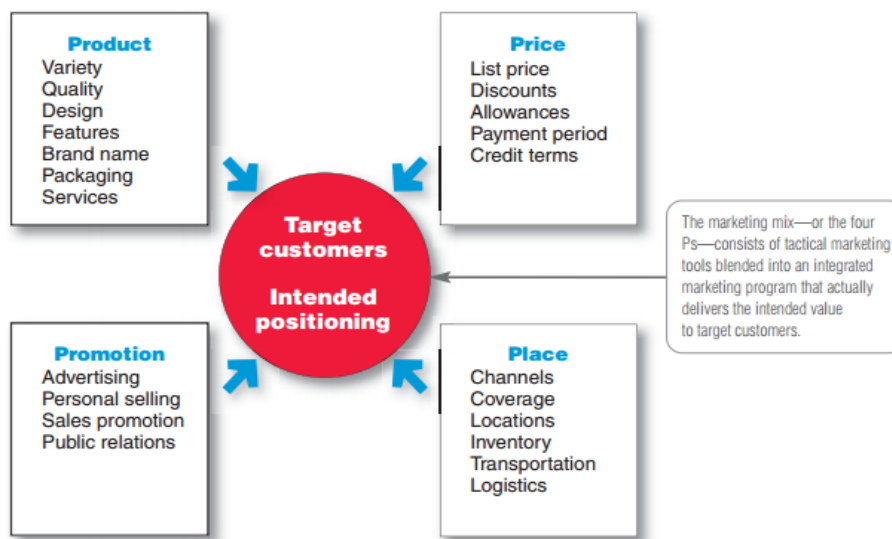 Product
Variety
Quality
Design
Features
Brand name
Packaging
Services
Price
List price
Discounts
Allowances
Payment period
Credit terms
Target
customers
Intended
positioning
The marketing mix—or the four
Ps—consists of tactical marketing
tools blended into an integrated
marketing program that actually
delivers the intended value
to target customers.
Promotion
Advertising
Personal selling
Sales promotion
Public relations
Place
Channels
Coverage
Locations
Inventory
Transportation
Logistics